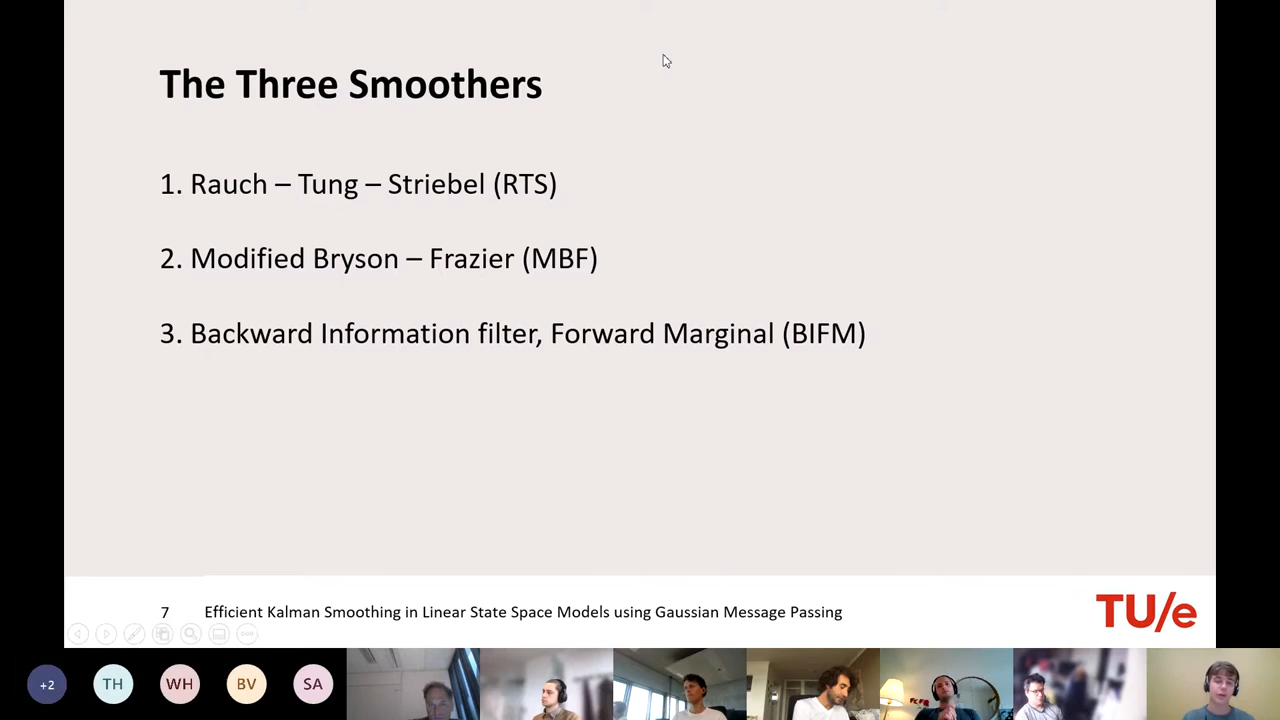 The Three Smoothers
1. Rauch – Tung – Striebel (RTS)
2. Modified Bryson – Frazier (MBF)
3. Backward Information filter, Forward Marginal (BIFM)
7 Efficient Kalman Smoothing in Linear State Space Models using Gaussian Message Passing
TU/e
+2 TH WH BV SA